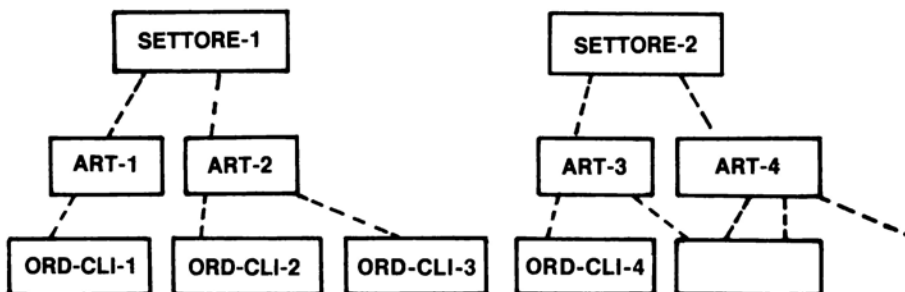 SETTORE-1 SETTORE-2
ART-1 ART-2 ART-3 ART-4
ORD-CLI-1 ORD-CLI-2 ORD-CLI-3 ORD-CLI-4